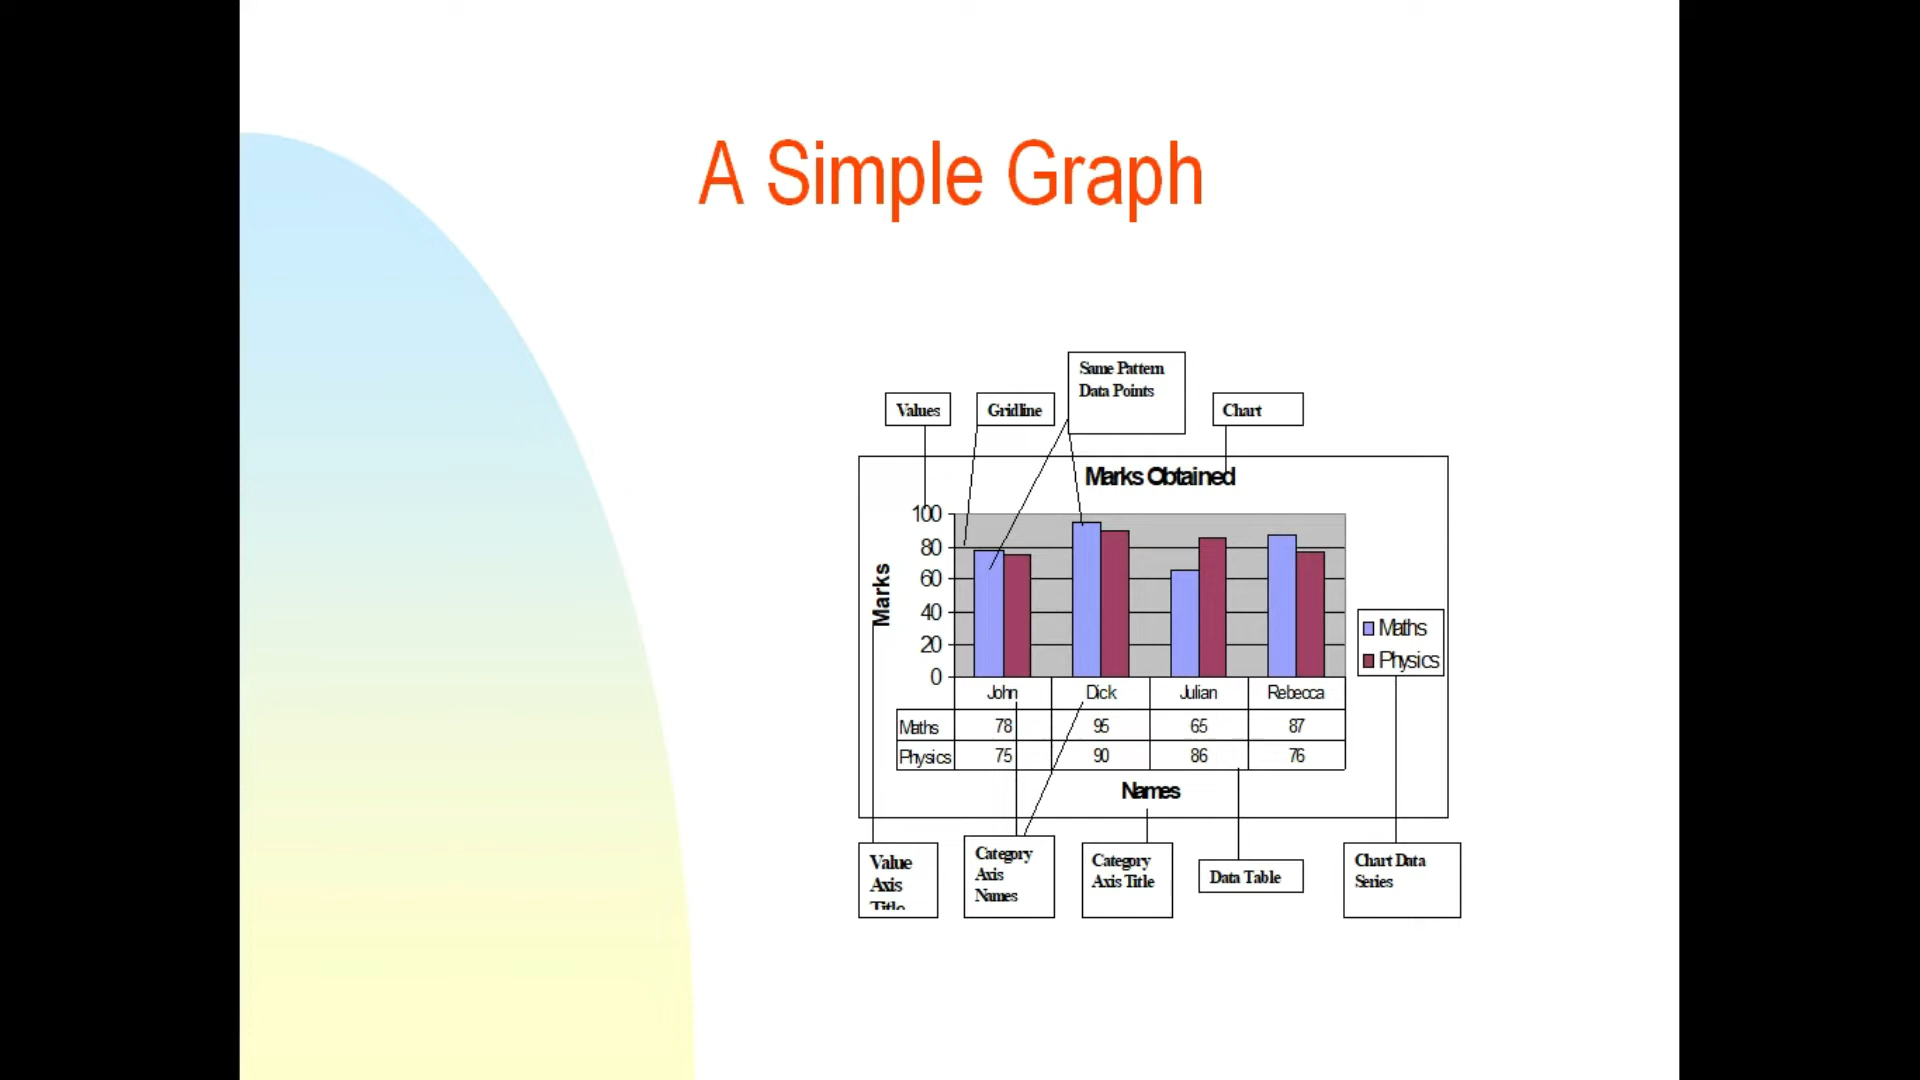 A Simple Graph
Same Pattern
Data Points
Values
Gridline
Chart
Marks Obtained
100
80
60
40
20
0
Marks
Maths
Physics
John Dick Julian Rebecca
Maths 78 95 65 87
Physics 75 90 86 76
Names
Value
Axis
Title
Category
Axis
Names
Category
Axis Title
Data Table
Chart Data
Series